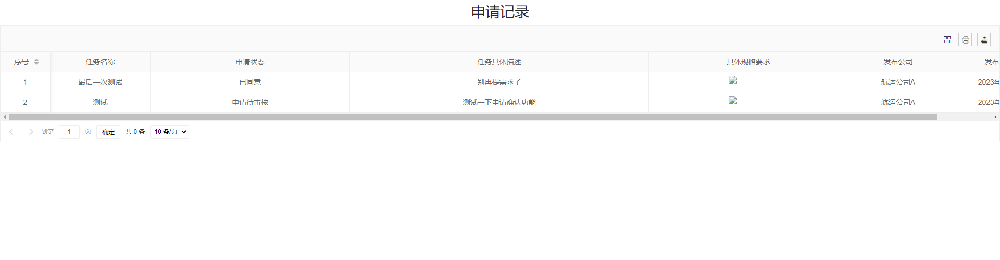 申请记录
序号 任务名称 申请状态 任务具体描述 具体规格要求 发布公司 发布
1 最后一次测试 已同意 别再提需求了 航运公司A 2023年
2 测试 申请待审核 测试一下申请确认功能 航运公司A 2023年
到第 1 页 确定 共 0 条 10 条/页